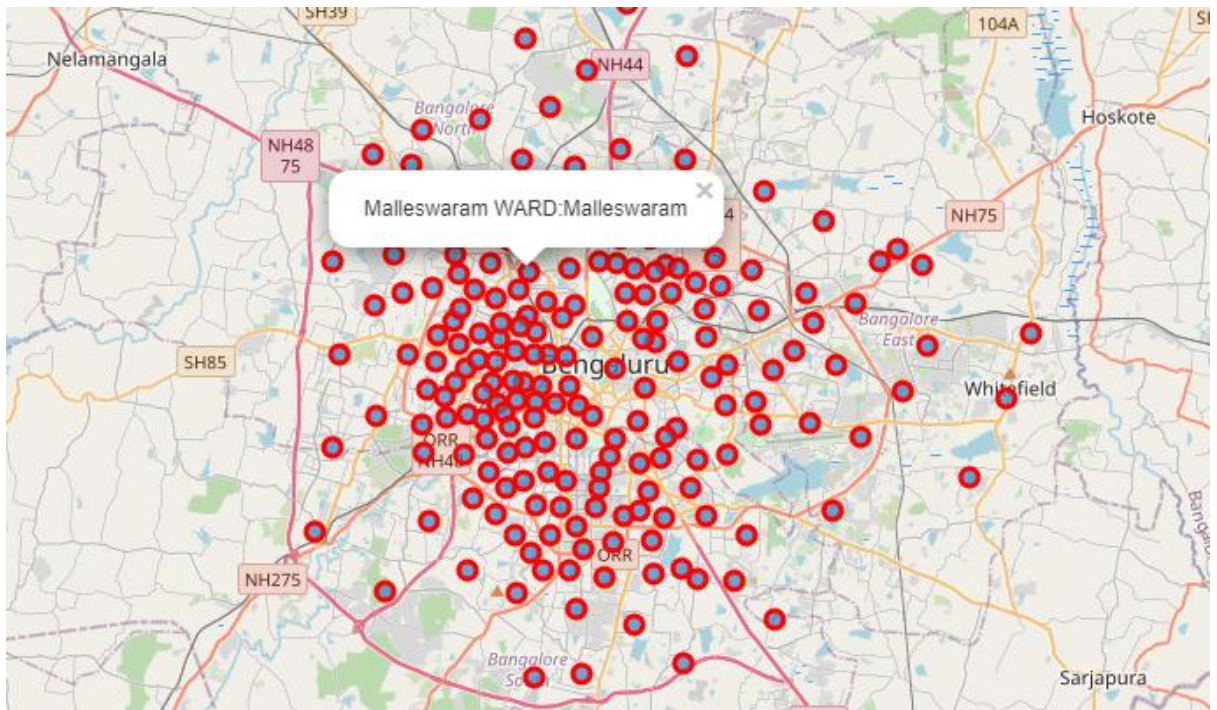 SH39
104A
Nelamangala
NH44
Bangalore
North
Hoskote
NH48
75
×
Malleswaram WARD:Malleswaram
4
NH75
Bangalore
East
SH85
Bengaluru
Whitefield
ORR
NH48
ORR
NH275
Bangalore
South
Sarjapura